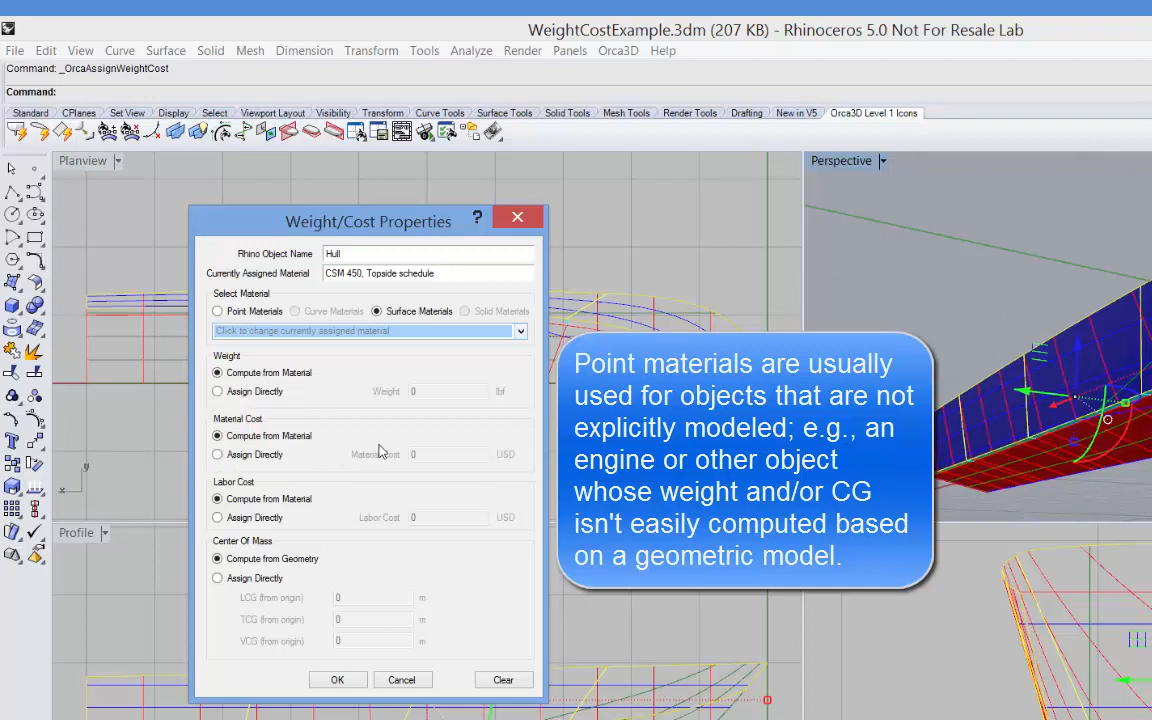 WeightCostExample.3dm (207 KB) - Rhinoceros 5.0 Not For Resale Lab
File Edit View Curve Surface Solid Mesh Dimension Transform Tools Analyze Render Panels Orca3D Help
Command: _OrcaAssignWeightCost
Command:
Standard CPlanes Set View Display Select Viewport Layout Visibility Transform Curve Tools Surface Tools Solid Tools Mesh Tools Render Tools Drafting New in V5 Orca3D Level 1 Icons
Planview
Perspective
Weight/Cost Properties ?
Rhino Object Name Hull
Currently Assigned Material CSM 450, Topside schedule
Select Material
Point Materials Curve Materials Surface Materials Solid Materials
Click to change currently assigned material
Weight
Compute from Material
Assign Directly Weight 0 lbf
Material Cost
Compute from Material
Assign Directly Material Cost 0 USD
Labor Cost
Compute from Material
Assign Directly Labor Cost 0 USD
Center Of Mass
Compute from Geometry
Assign Directly
LCG (from origin) 0 m
TCG (from origin) 0 m
VCG (from origin) 0 m
OK Cancel Clear
Point materials are usually
used for objects that are not
explicitly modeled; e.g., an
engine or other object
whose weight and/or CG
isn't easily computed based
on a geometric model.
y
x
Profile